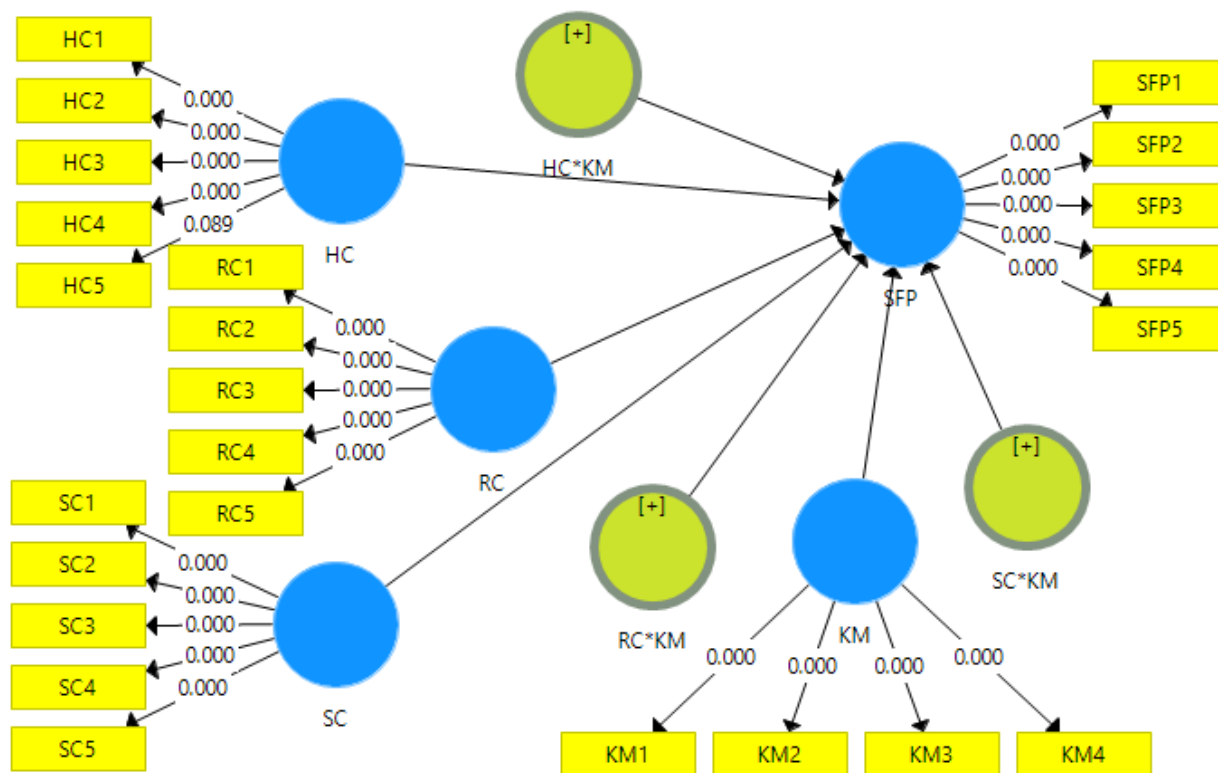 HC1
HC2
HC3
HC4
HC5
0.000
0.000
0.000
0.000
0.089
HC
[+]
HC*KM
RC1
RC2
RC3
RC4
RC5
0.000
0.000
0.000
0.000
0.000
RC
SC1
SC2
SC3
SC4
SC5
0.000
0.000
0.000
0.000
0.000
SC
SFP
0.000
0.000
0.000
0.000
0.000
SFP1
SFP2
SFP3
SFP4
SFP5
[+]
RC*KM
KM
[+]
SC*KM
0.000
0.000
0.000
0.000
KM1
KM2
KM3
KM4